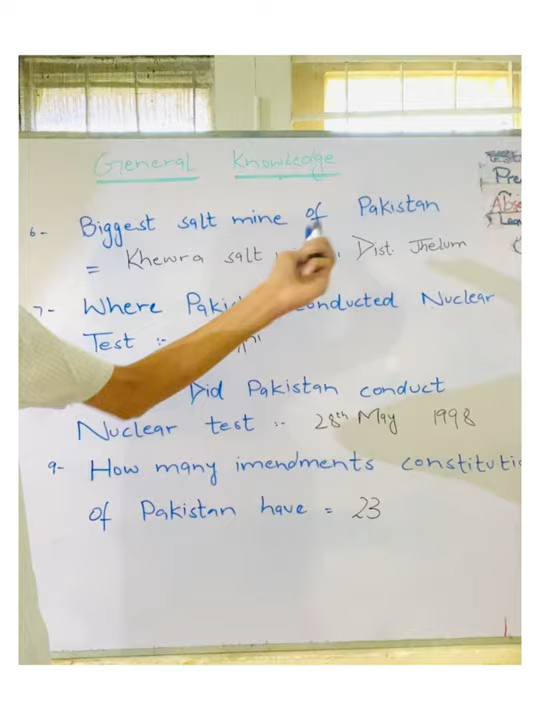 General Knowledge
Pre
Abse
6- Biggest salt mine of Pakistan
= Khewra salt Dist. Jhelum
7- Where conducted Nuclear
Test :-
Did Pakistan conduct
Nuclear test :- 28th May 1998
9- How many imendments constituti
of Pakistan have = 23